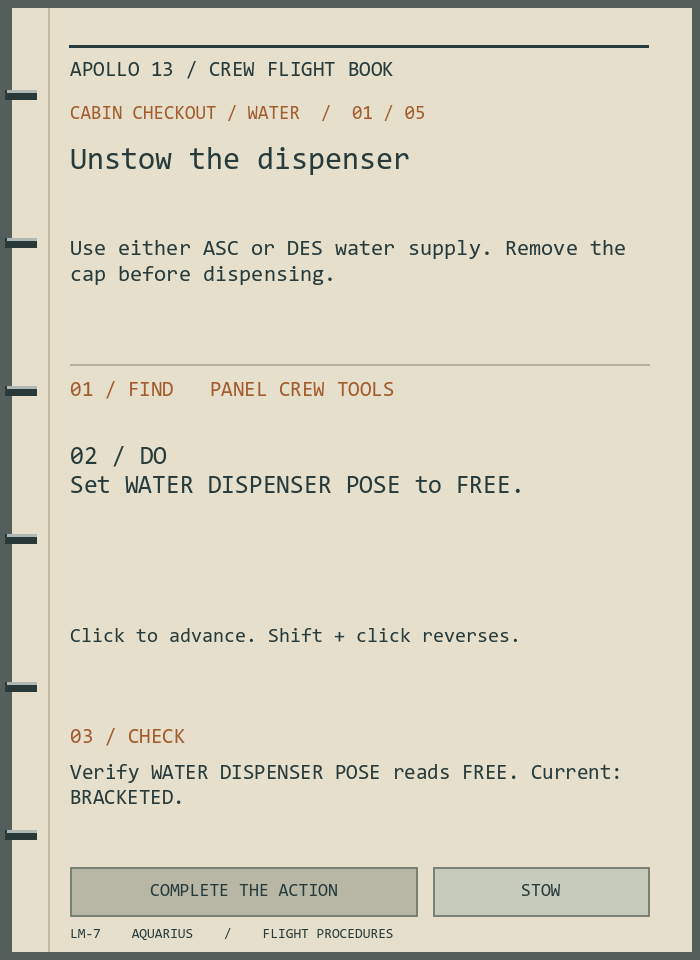 APOLLO 13 / CREW FLIGHT BOOK
CABIN CHECKOUT / WATER / 01 / 05
Unstow the dispenser
Use either ASC or DES water supply. Remove the
cap before dispensing.
01 / FIND PANEL CREW TOOLS
02 / DO
Set WATER DISPENSER POSE to FREE.
Click to advance. Shift + click reverses.
03 / CHECK
Verify WATER DISPENSER POSE reads FREE. Current:
BRACKETED.
COMPLETE THE ACTION STOW
LM-7 AQUARIUS / FLIGHT PROCEDURES